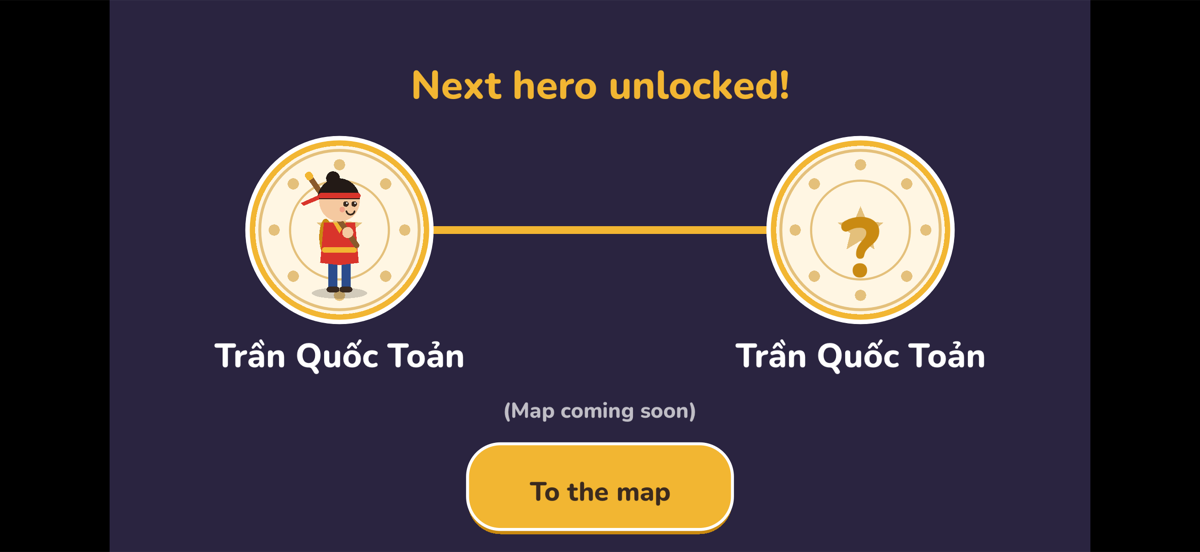 Next hero unlocked!
?
Trần Quốc Toản
Trần Quốc Toản
(Map coming soon)
To the map